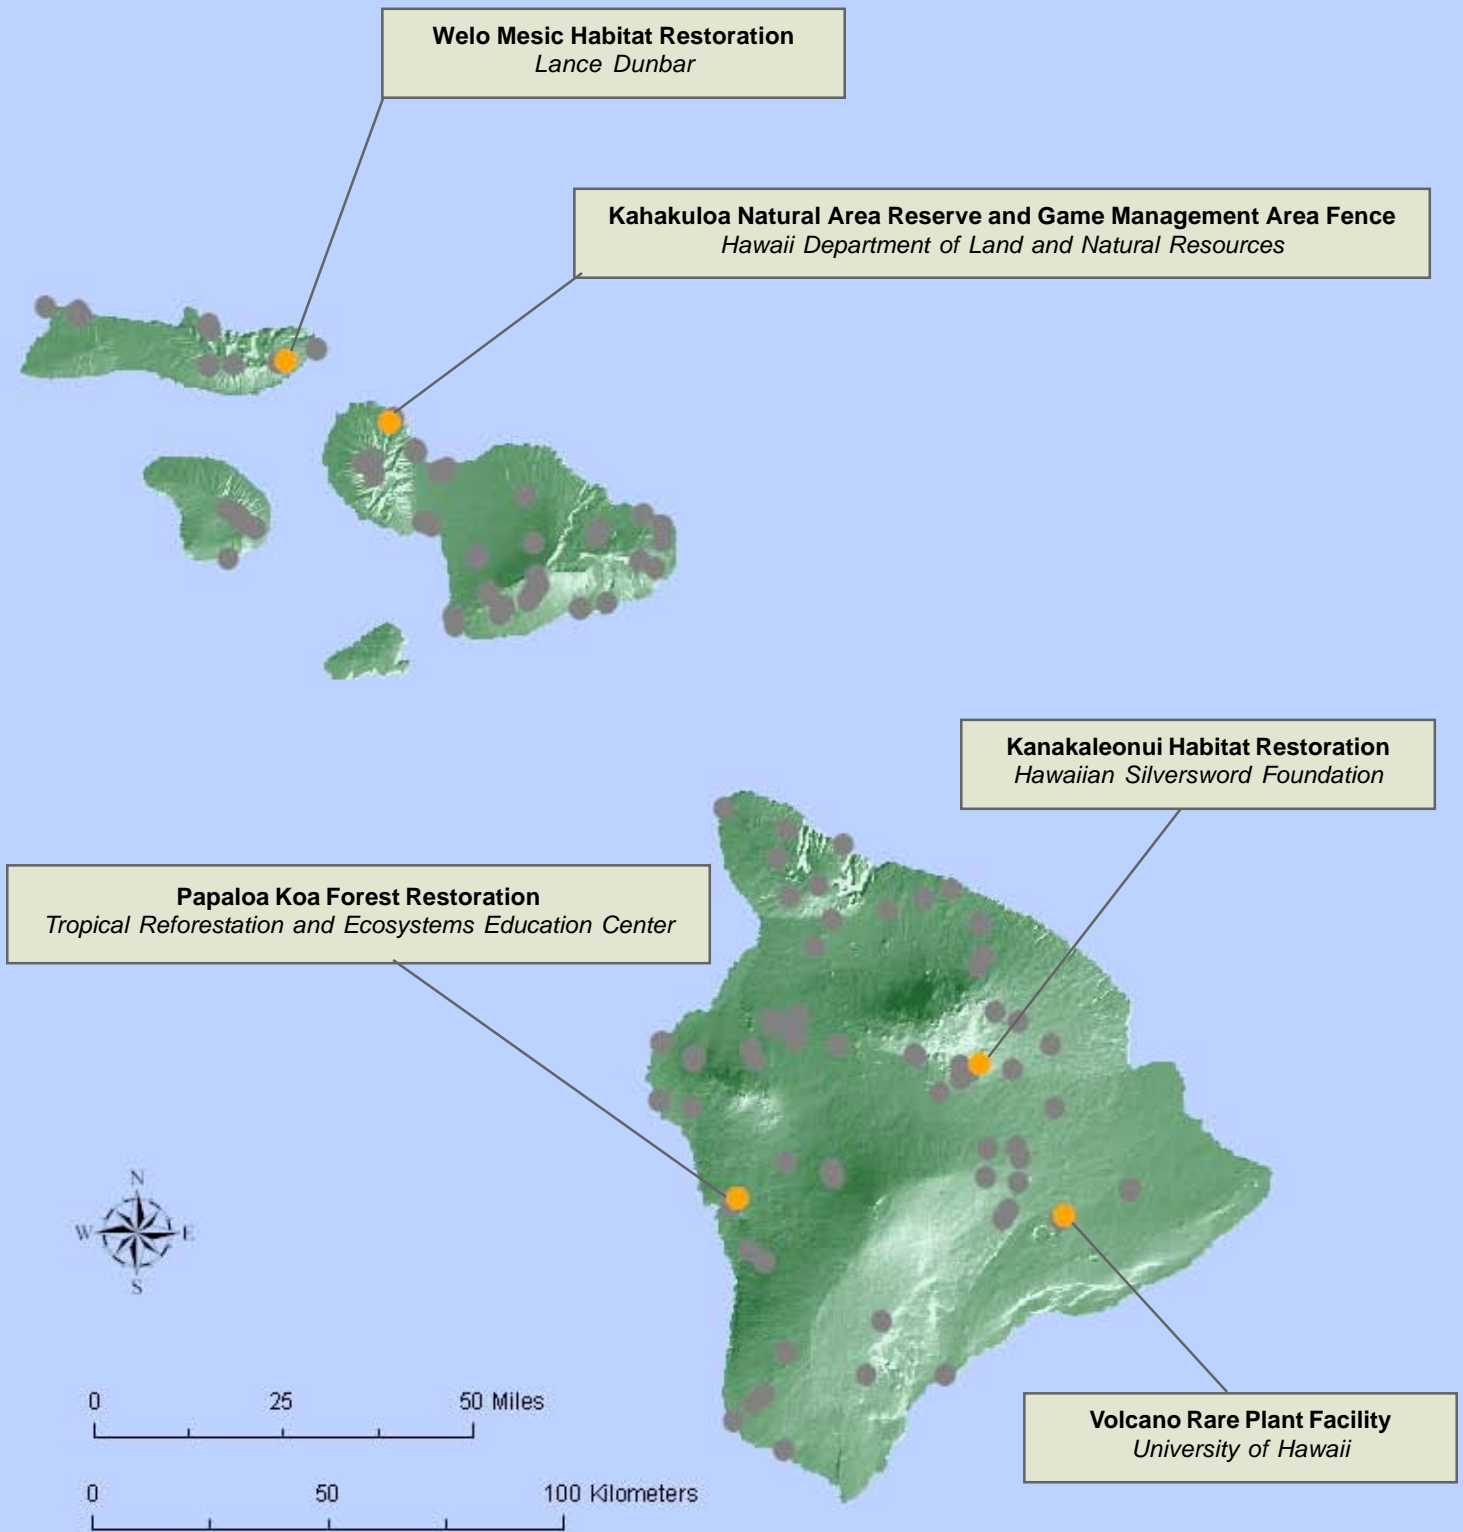 Welo Mesic Habitat Restoration
Lance Dunbar
Kahakuloa Natural Area Reserve and Game Management Area Fence
Hawaii Department of Land and Natural Resources
Kanakaleonui Habitat Restoration
Hawaiian Silversword Foundation
Papaloa Koa Forest Restoration
Tropical Reforestation and Ecosystems Education Center
N
W E
S
0 25 50 Miles
Volcano Rare Plant Facility
University of Hawaii
0 50 100 Kilometers